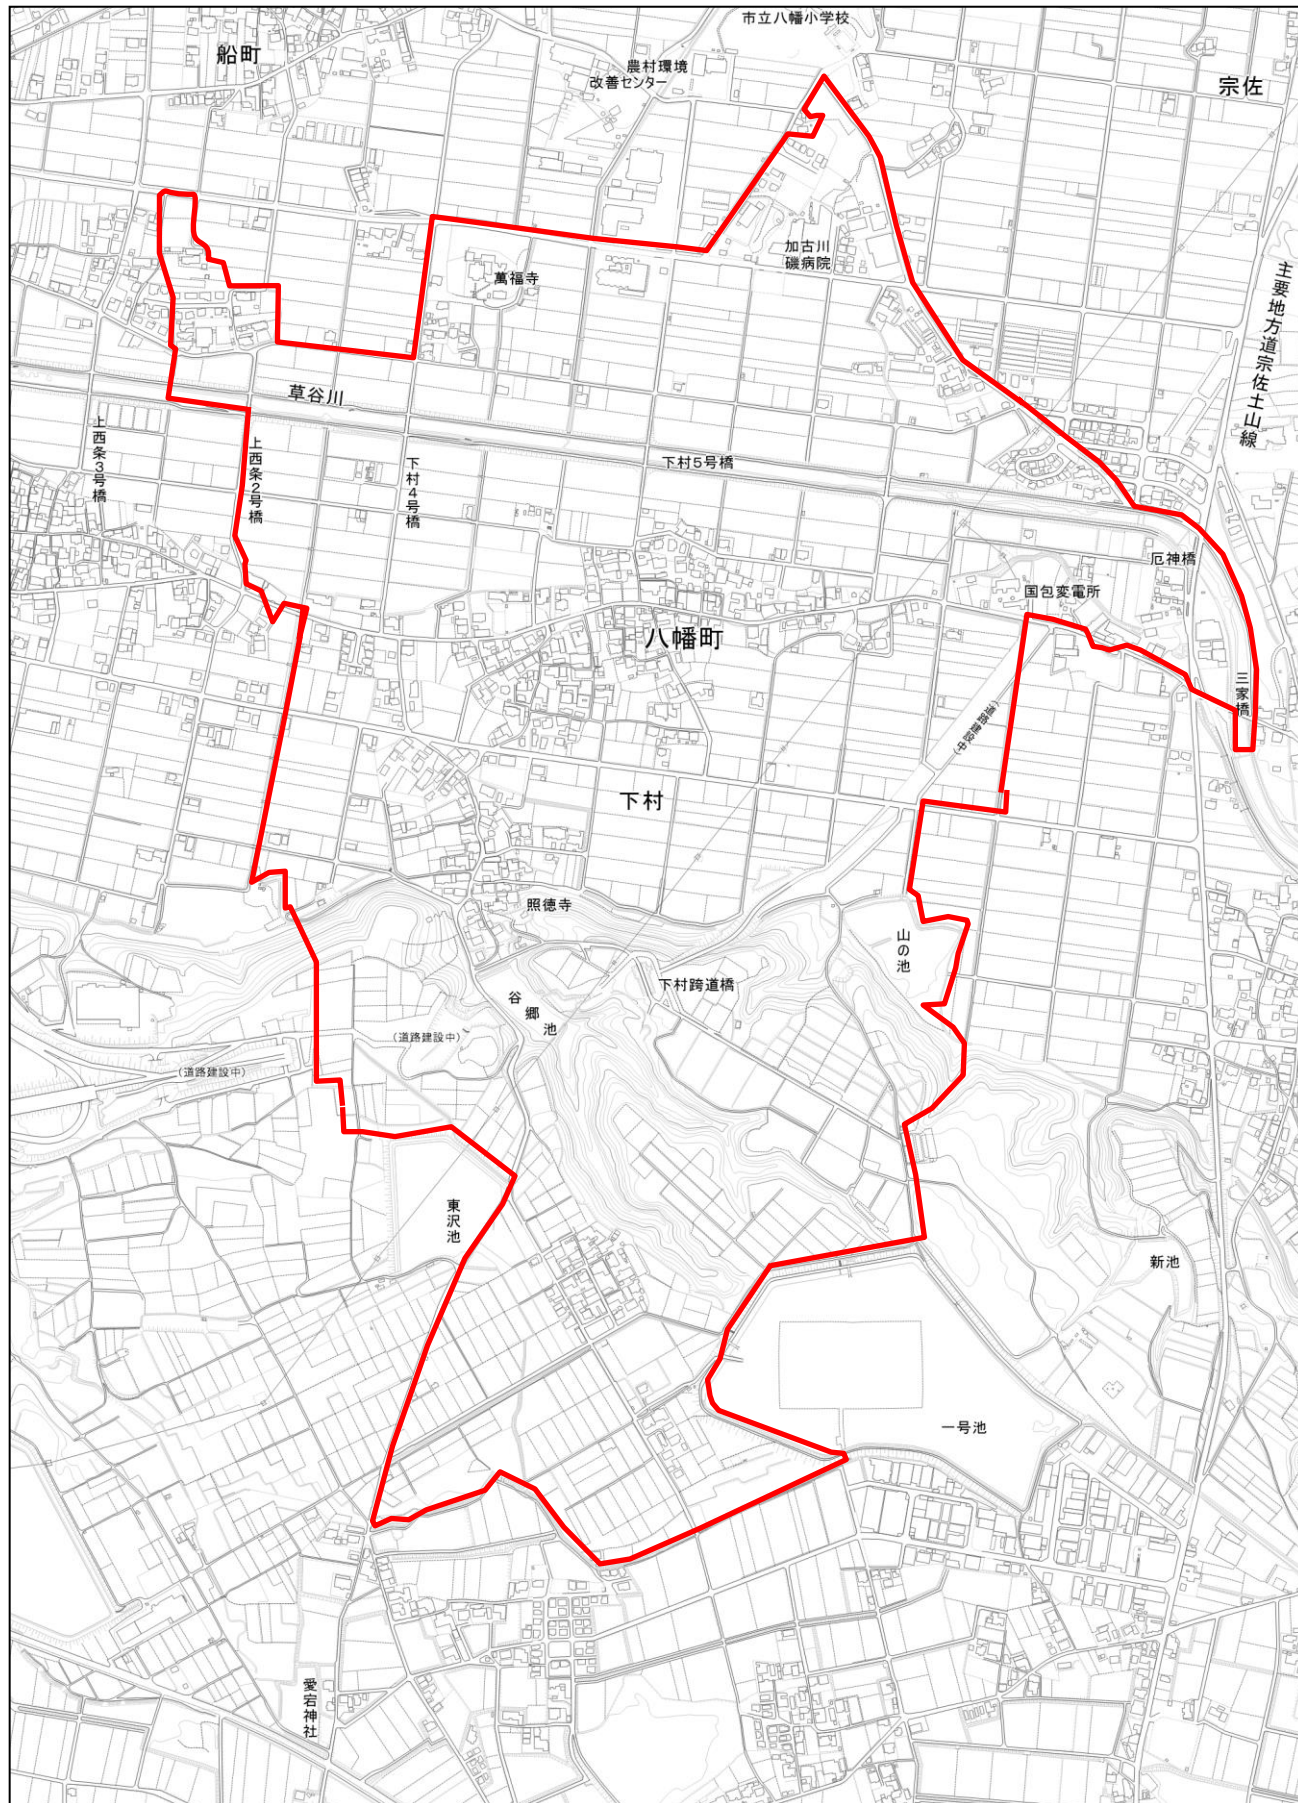 市立八幡小学校
船町
農村環境
改善センター
宗佐
加古川
磯病院
萬福寺
主要地方道宗佐土山線
草谷川
上西条3号橋
上西条2号橋
下村4号橋
下村5号橋
厄神橋
国包変電所
八幡町
三家橋
(道路建設中)
下村
照徳寺
山の池
下村跨道橋
谷郷池
(道路建設中)
(道路建設中)
東沢池
新池
一号池
愛宕神社